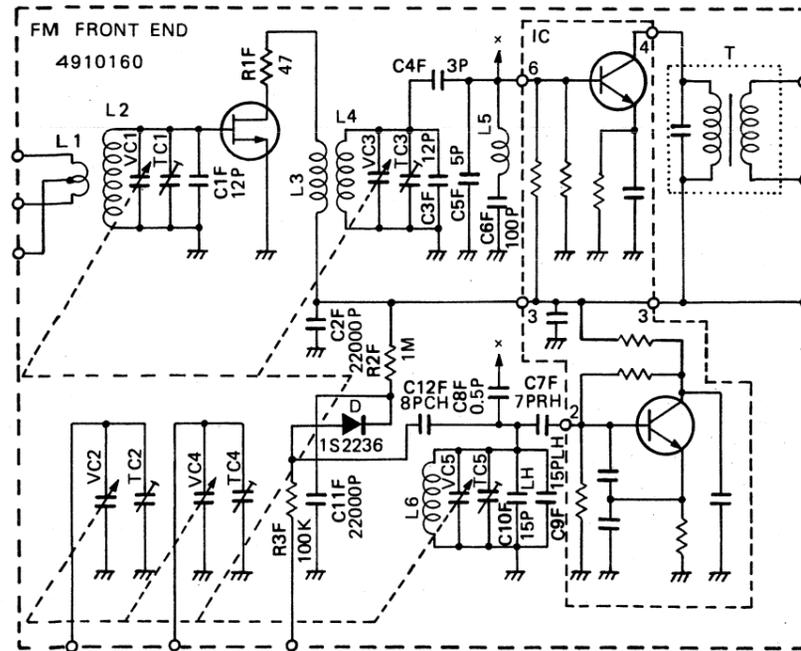 FM FRONT END
4910160
L1
L2
VC1
TC1
C1F
12P
R1F
47
L3
L4
VC3
TC3
12P
C3F
C4F 3P
C5F
5P
L5
C6F
100P
×
IC
6
4
T
3
3
C2F
22000P
R2F
1M
D
1S2236
C12F
8PCH
C8F
0.5P
×
C7F
7PRH
2
VC2
TC2
VC4
TC4
R3F
100K
C11F
22000P
L6
VC5
TC5
LH
C10F
15P
15PLH
C9F